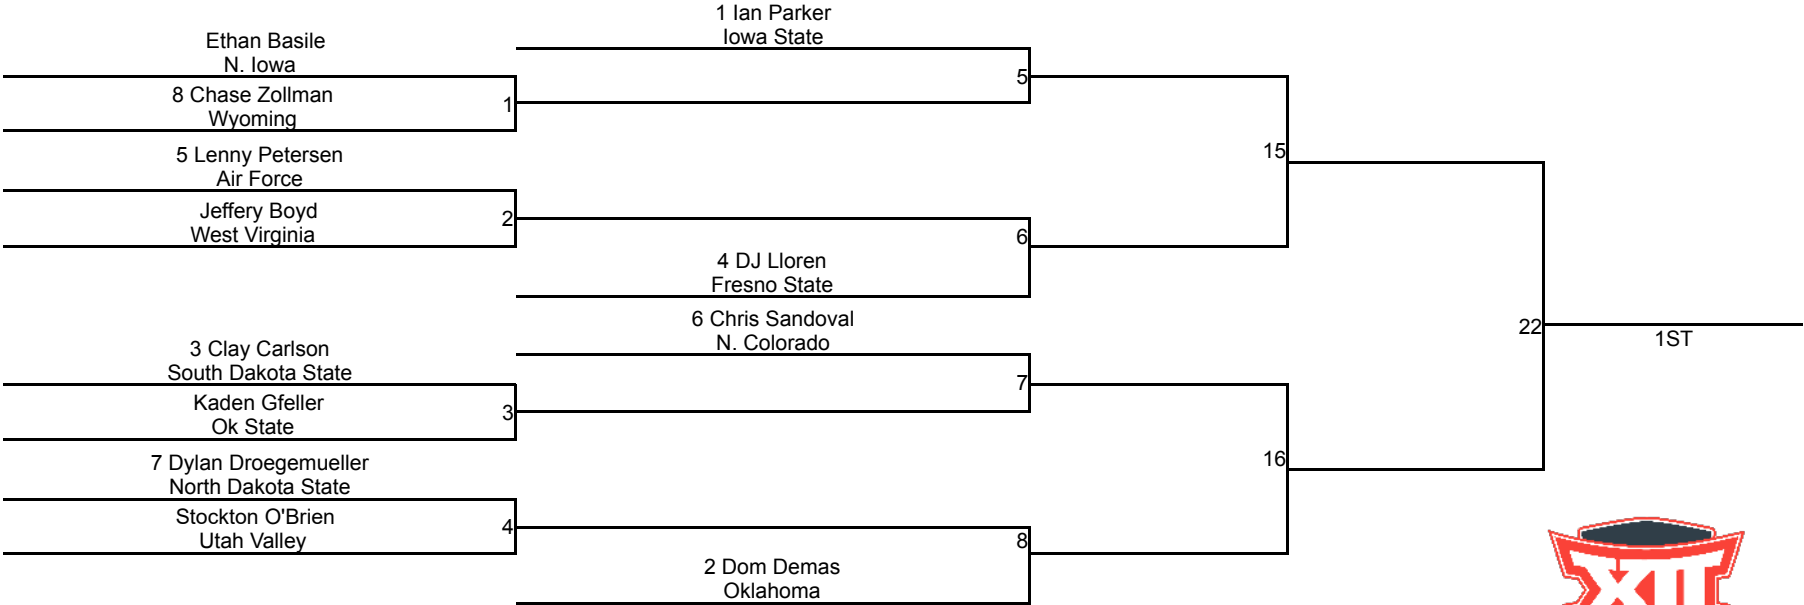 1 Ian Parker
Iowa State
Ethan Basile
N. Iowa
5
8 Chase Zollman
Wyoming
1
15
5 Lenny Petersen
Air Force
Jeffery Boyd
West Virginia
2
6
4 DJ Lloren
Fresno State
6 Chris Sandoval
N. Colorado
22
1ST
3 Clay Carlson
South Dakota State
7
Kaden Gfeller
Ok State
3
16
7 Dylan Droegemueller
North Dakota State
Stockton O'Brien
Utah Valley
4
8
2 Dom Demas
Oklahoma
XII